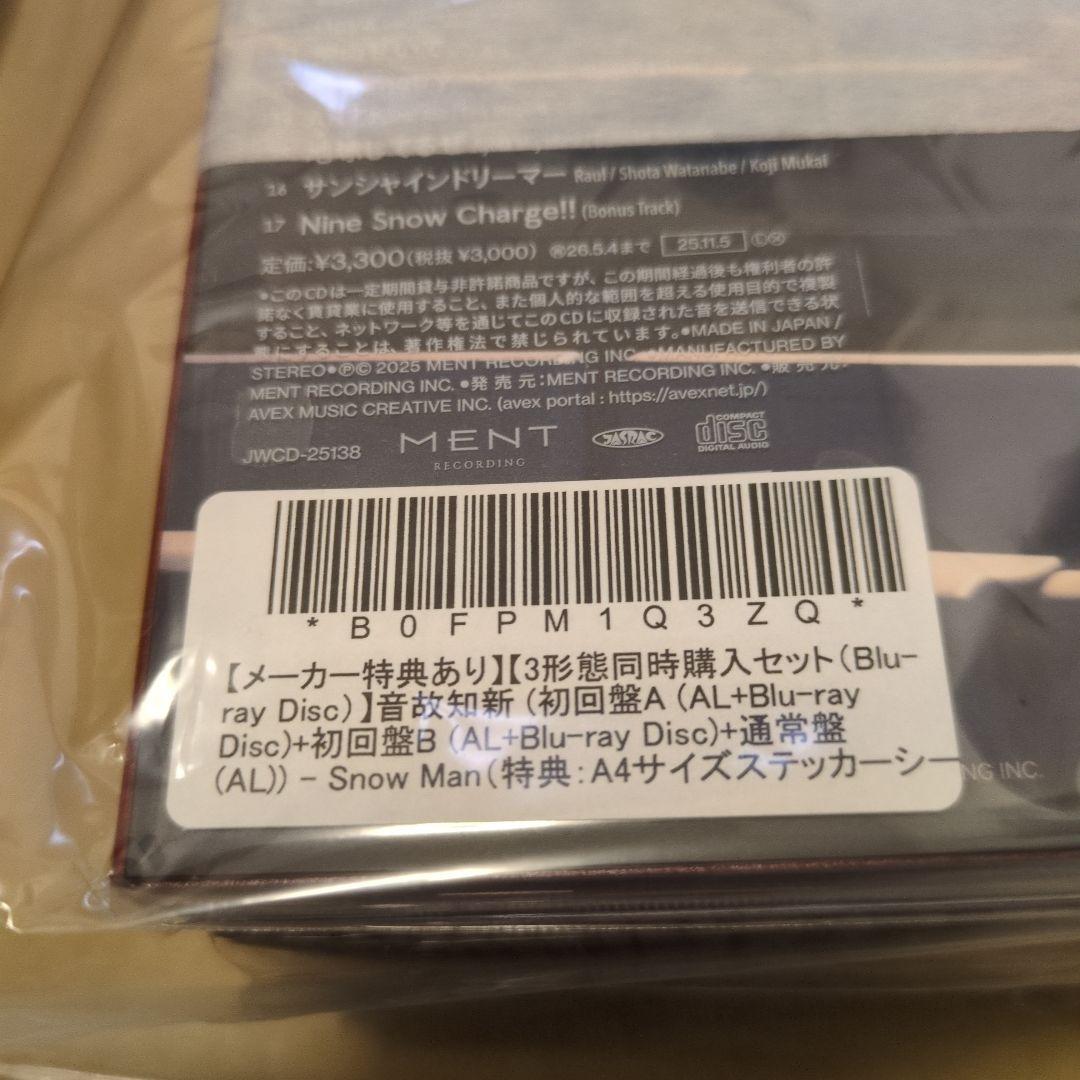 16 サンシャインドリーマー Raul / Shota Watanabe / Koji Mukai
17 Nine Snow Charge!! (Bonus Track)
定価:¥3,300(税抜 ¥3,000) Ⓡ26.5.4まで 25.11.5
●このCDは一定期間貸与非許諾商品ですが、この期間経過後も権利者の許
諾なく賃貸業に使用すること、また個人的な範囲を超える使用目的で複製
すること、ネットワーク等を通じてこのCDに収録された音を送信できる状
にすることは、著作権法で禁じられています。●MADE IN JAPAN /
STEREO●ⓅⒸ 2025 MENT RECORDING INC. ●MANUFACTURED BY
MENT RECORDING INC. ●発売元:MENT RECORDING INC. ●販売元:
AVEX MUSIC CREATIVE INC. (avex portal : https://avexnet.jp/)
JWCD-25138 MENT RECORDING JASRAC COMPACT disc DIGITAL AUDIO
* B 0 F P M 1 Q 3 Z Q *
【メーカー特典あり】【3形態同時購入セット(Blu-
ray Disc)】音故知新 (初回盤A (AL+Blu-ray
Disc)+初回盤B (AL+Blu-ray Disc)+通常盤
(AL)) - Snow Man(特典:A4サイズステッカーシー
NG INC.